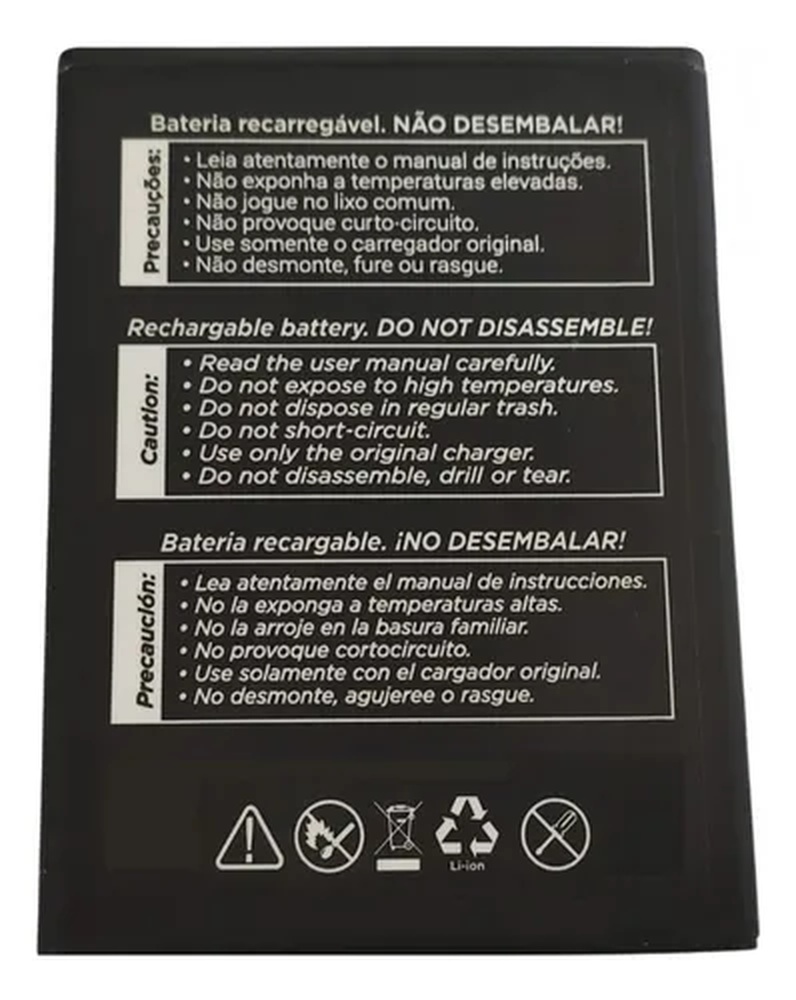 Bateria recarregável. NÃO DESEMBALAR!
Precauções:
• Leia atentamente o manual de instruções.
• Não exponha a temperaturas elevadas.
• Não jogue no lixo comum.
• Não provoque curto-circuito.
• Use somente o carregador original.
• Não desmonte, fure ou rasgue.
Rechargable battery. DO NOT DISASSEMBLE!
Caution:
• Read the user manual carefully.
• Do not expose to high temperatures.
• Do not dispose in regular trash.
• Do not short-circuit.
• Use only the original charger.
• Do not disassemble, drill or tear.
Bateria recargable. ¡NO DESEMBALAR!
Precaución:
• Lea atentamente el manual de instrucciones.
• No la exponga a temperaturas altas.
• No la arroje en la basura familiar.
• No provoque cortocircuito.
• Use solamente con el cargador original.
• No desmonte, agujeree o rasgue.
Li-ion